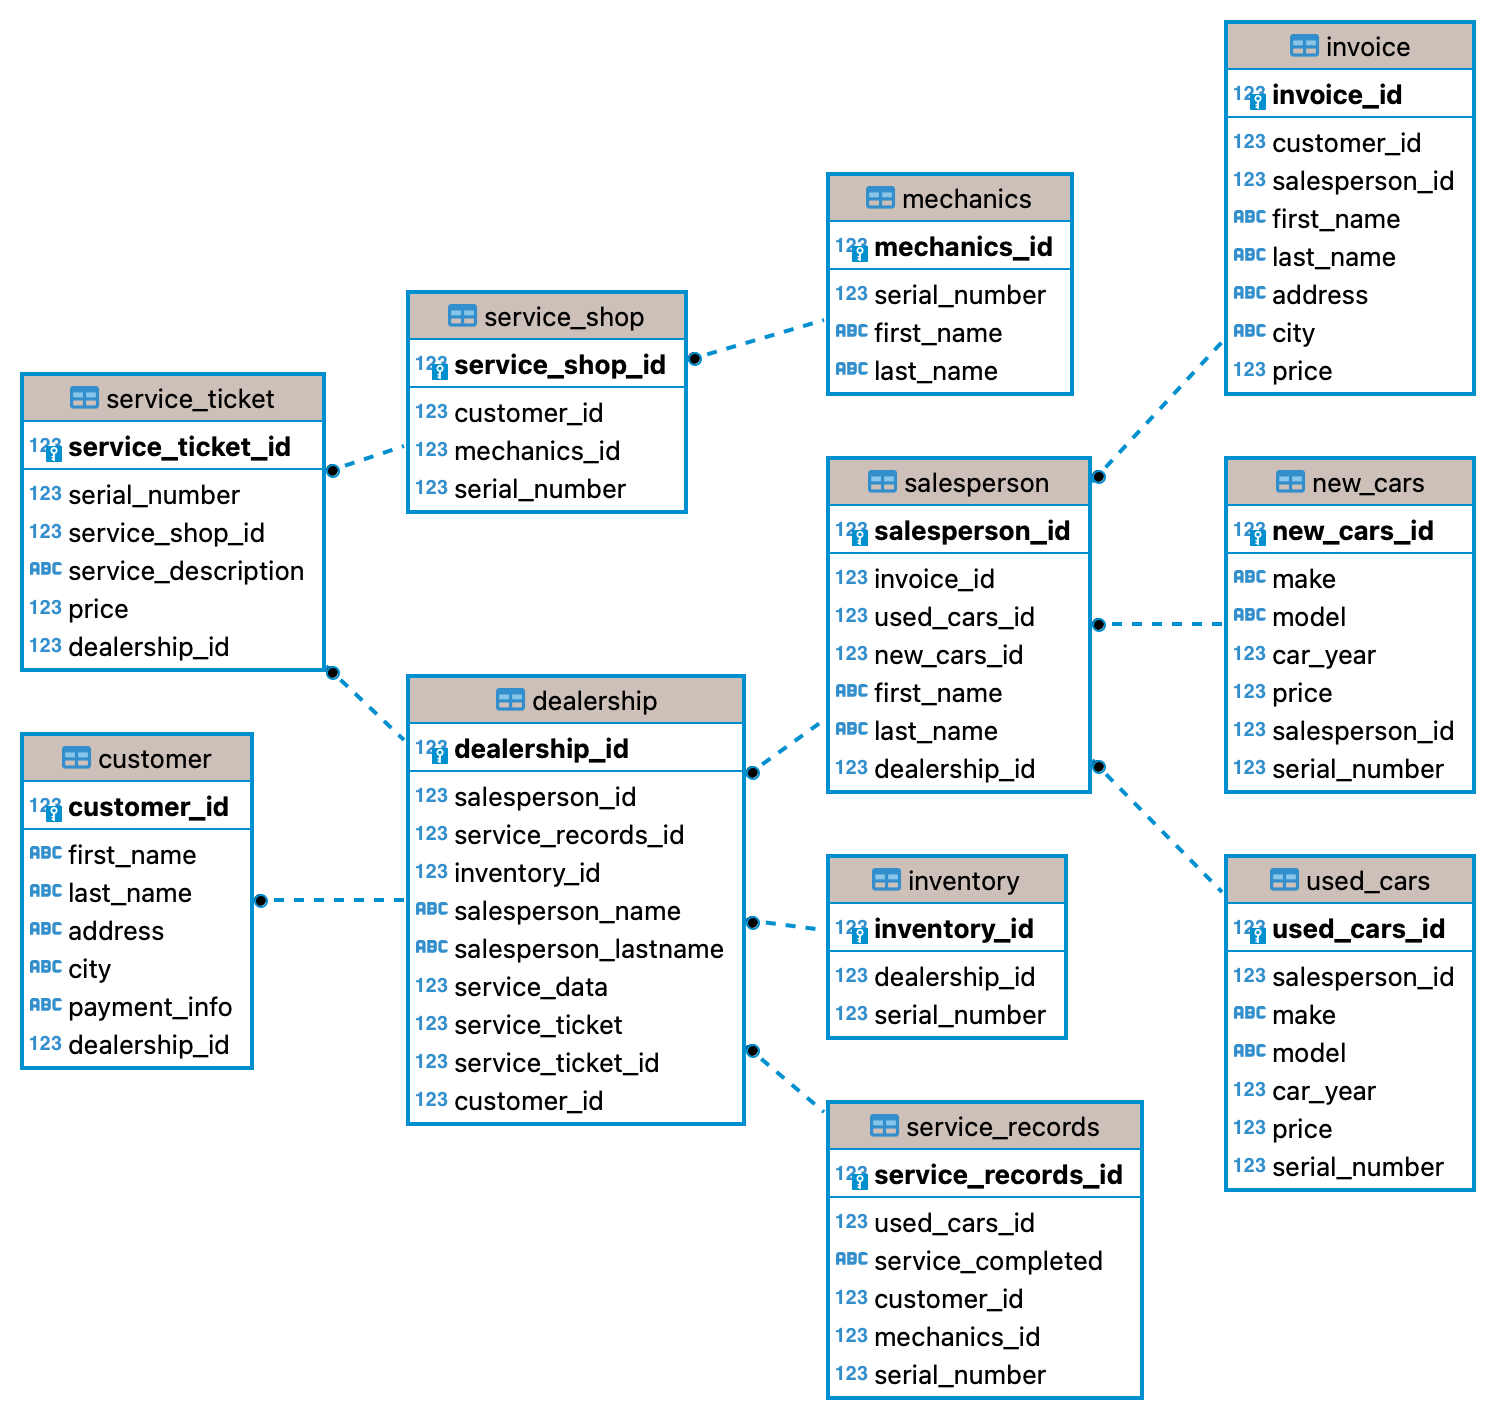 invoice
123 invoice_id
123 customer_id
123 salesperson_id
ABC first_name
ABC last_name
ABC address
ABC city
123 price
mechanics
123 mechanics_id
123 serial_number
ABC first_name
ABC last_name
service_shop
123 service_shop_id
123 customer_id
123 mechanics_id
123 serial_number
service_ticket
123 service_ticket_id
123 serial_number
123 service_shop_id
ABC service_description
123 price
123 dealership_id
salesperson
123 salesperson_id
123 invoice_id
123 used_cars_id
123 new_cars_id
ABC first_name
ABC last_name
123 dealership_id
new_cars
123 new_cars_id
ABC make
ABC model
123 car_year
123 price
123 salesperson_id
123 serial_number
dealership
123 dealership_id
123 salesperson_id
123 service_records_id
123 inventory_id
ABC salesperson_name
ABC salesperson_lastname
123 service_data
123 service_ticket
123 service_ticket_id
123 customer_id
customer
123 customer_id
ABC first_name
ABC last_name
ABC address
ABC city
ABC payment_info
123 dealership_id
inventory
123 inventory_id
123 dealership_id
123 serial_number
used_cars
123 used_cars_id
123 salesperson_id
ABC make
ABC model
123 car_year
123 price
123 serial_number
service_records
123 service_records_id
123 used_cars_id
ABC service_completed
123 customer_id
123 mechanics_id
123 serial_number